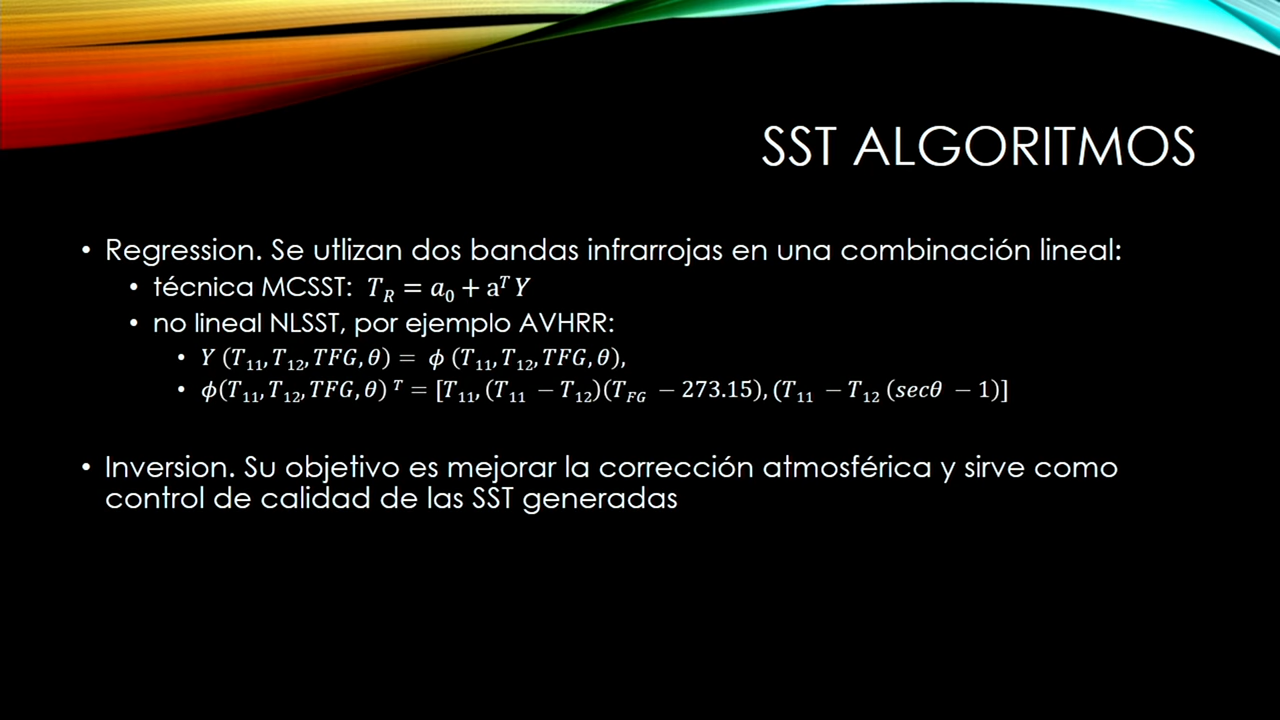 SST ALGORITMOS
• Regression. Se utlizan dos bandas infrarrojas en una combinación lineal:
• técnica MCSST: T_R = a_0 + a^T Y
• no lineal NLSST, por ejemplo AVHRR:
• Y (T_11, T_12, TFG, θ) = ϕ (T_11, T_12, TFG, θ),
• ϕ(T_11, T_12, TFG, θ) ^T = [T_11, (T_11 − T_12)(T_FG − 273.15), (T_11 − T_12 (secθ − 1)]
• Inversion. Su objetivo es mejorar la corrección atmosférica y sirve como
control de calidad de las SST generadas